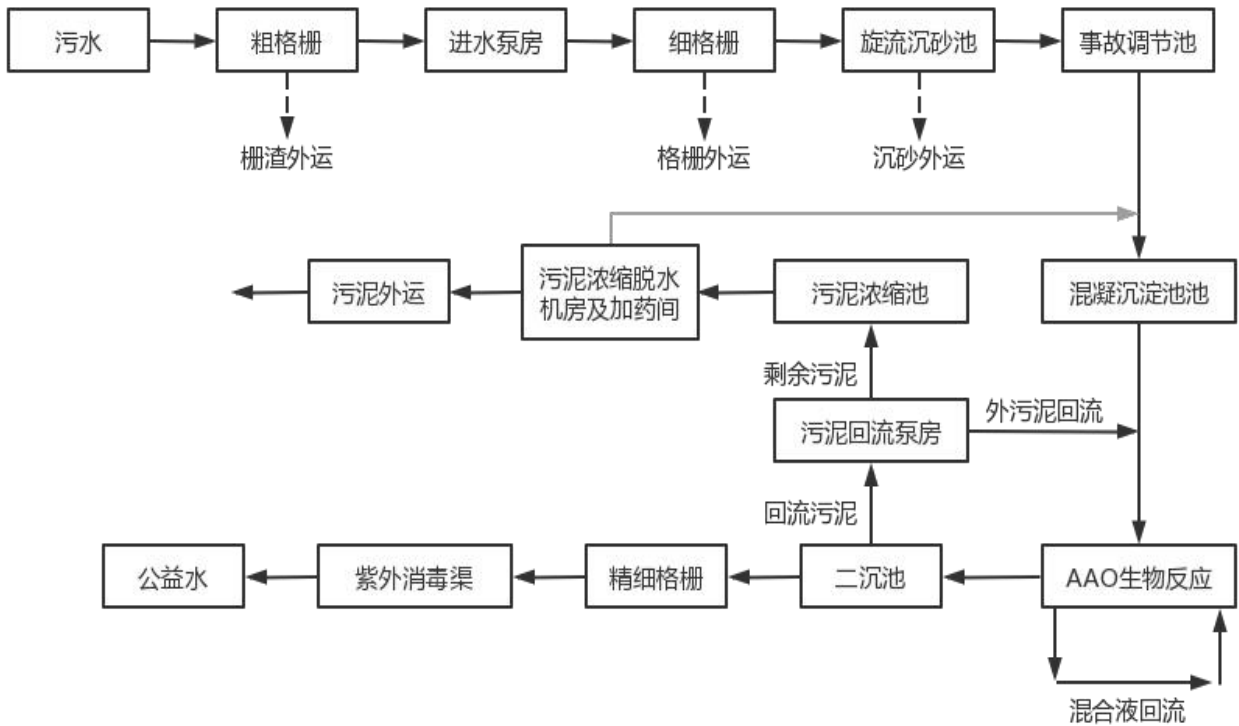 污水
粗格栅
进水泵房
细格栅
旋流沉砂池
事故调节池
栅渣外运
格栅外运
沉砂外运
污泥外运
污泥浓缩脱水
机房及加药间
污泥浓缩池
混凝沉淀池池
剩余污泥
外污泥回流
污泥回流泵房
回流污泥
公益水
紫外消毒渠
精细格栅
二沉池
AAO生物反应
混合液回流